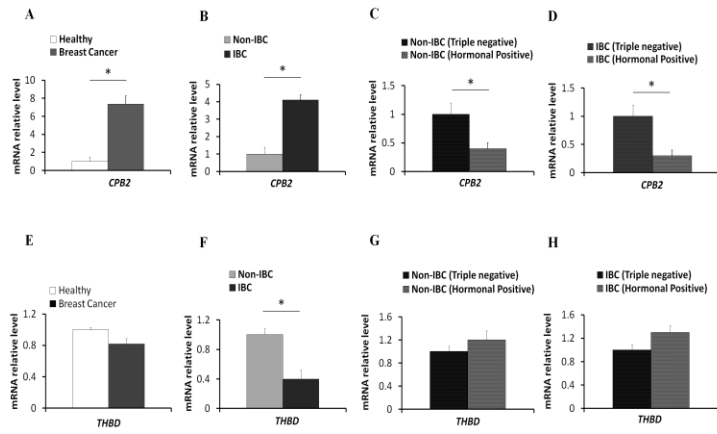 A
Healthy
Breast Cancer
mRNA relative level
10
8
6
4
2
0
*
CPB2
B
Non-IBC
IBC
mRNA relative level
5
4
3
2
1
0
*
CPB2
C
Non-IBC (Triple negative)
Non-IBC (Hormonal Positive)
mRNA relative level
1.5
1
0.5
0
*
CPB2
D
IBC (Triple negative)
IBC (Hormonal Positive)
mRNA relative level
1.5
1
0.5
0
*
CPB2
E
Healthy
Breast Cancer
mRNA relative level
1.2
0.8
0.4
0
THBD
F
Non-IBC
IBC
mRNA relative level
1.2
0.8
0.4
0
*
THBD
G
Non-IBC (Triple negative)
Non-IBC (Hormonal Positive)
mRNA relative level
1.6
1.2
0.8
0.4
0
THBD
H
IBC (Triple negative)
IBC (Hormonal Positive)
mRNA relative level
1.6
1.2
0.8
0.4
0
THBD